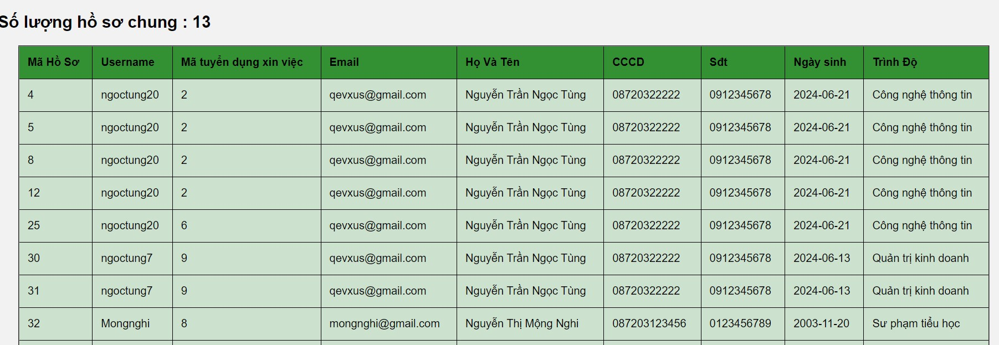 Số lượng hồ sơ chung : 13
Mã Hồ Sơ Username Mã tuyển dụng xin việc Email Họ Và Tên CCCD Sđt Ngày sinh Trình Độ
4 ngoctung20 2 qevxus@gmail.com Nguyễn Trần Ngọc Tùng 08720322222 0912345678 2024-06-21 Công nghệ thông tin
5 ngoctung20 2 qevxus@gmail.com Nguyễn Trần Ngọc Tùng 08720322222 0912345678 2024-06-21 Công nghệ thông tin
8 ngoctung20 2 qevxus@gmail.com Nguyễn Trần Ngọc Tùng 08720322222 0912345678 2024-06-21 Công nghệ thông tin
12 ngoctung20 2 qevxus@gmail.com Nguyễn Trần Ngọc Tùng 08720322222 0912345678 2024-06-21 Công nghệ thông tin
25 ngoctung20 6 qevxus@gmail.com Nguyễn Trần Ngọc Tùng 08720322222 0912345678 2024-06-21 Công nghệ thông tin
30 ngoctung7 9 qevxus@gmail.com Nguyễn Trần Ngọc Tùng 08720322222 0912345678 2024-06-13 Quản trị kinh doanh
31 ngoctung7 9 qevxus@gmail.com Nguyễn Trần Ngọc Tùng 08720322222 0912345678 2024-06-13 Quản trị kinh doanh
32 Mongnghi 8 mongnghi@gmail.com Nguyễn Thị Mộng Nghi 087203123456 0123456789 2003-11-20 Sư phạm tiểu học